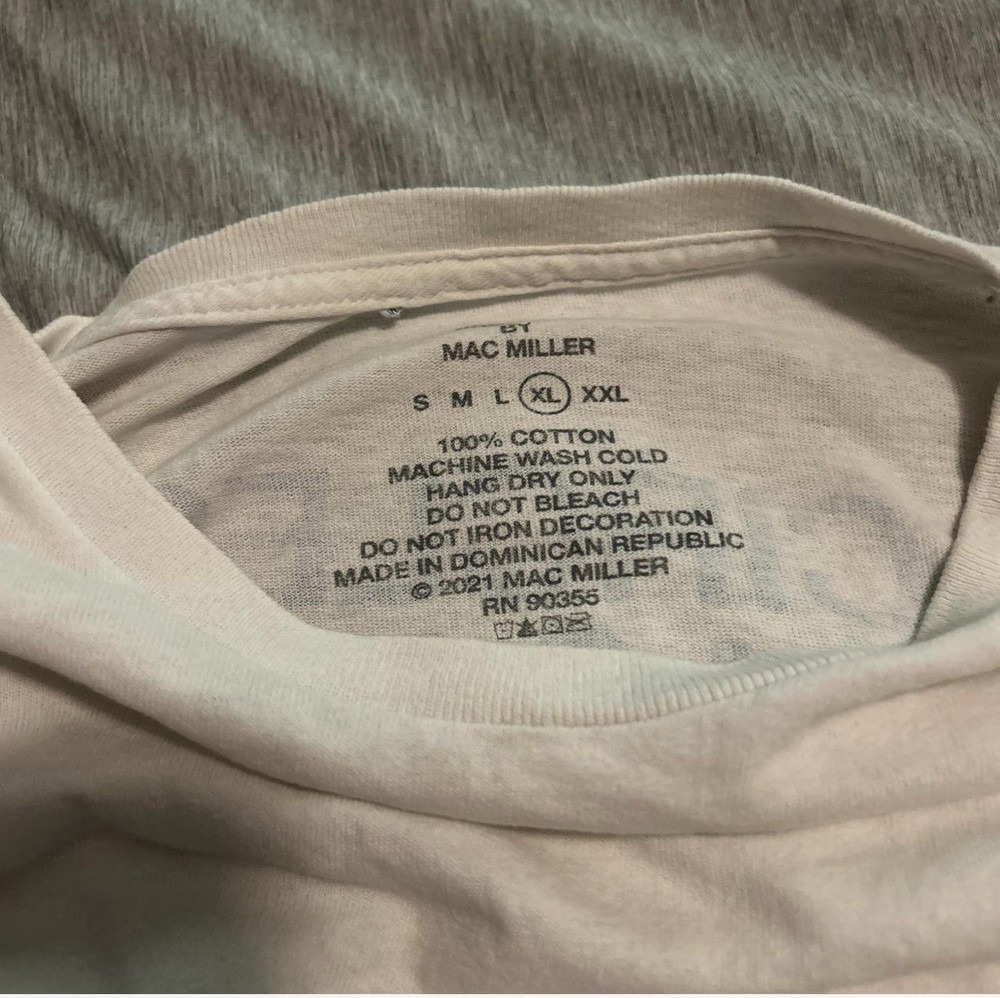 BY
MAC MILLER
S M L XL XXL
100% COTTON
MACHINE WASH COLD
HANG DRY ONLY
DO NOT BLEACH
DO NOT IRON DECORATION
MADE IN DOMINICAN REPUBLIC
© 2021 MAC MILLER
RN 90355